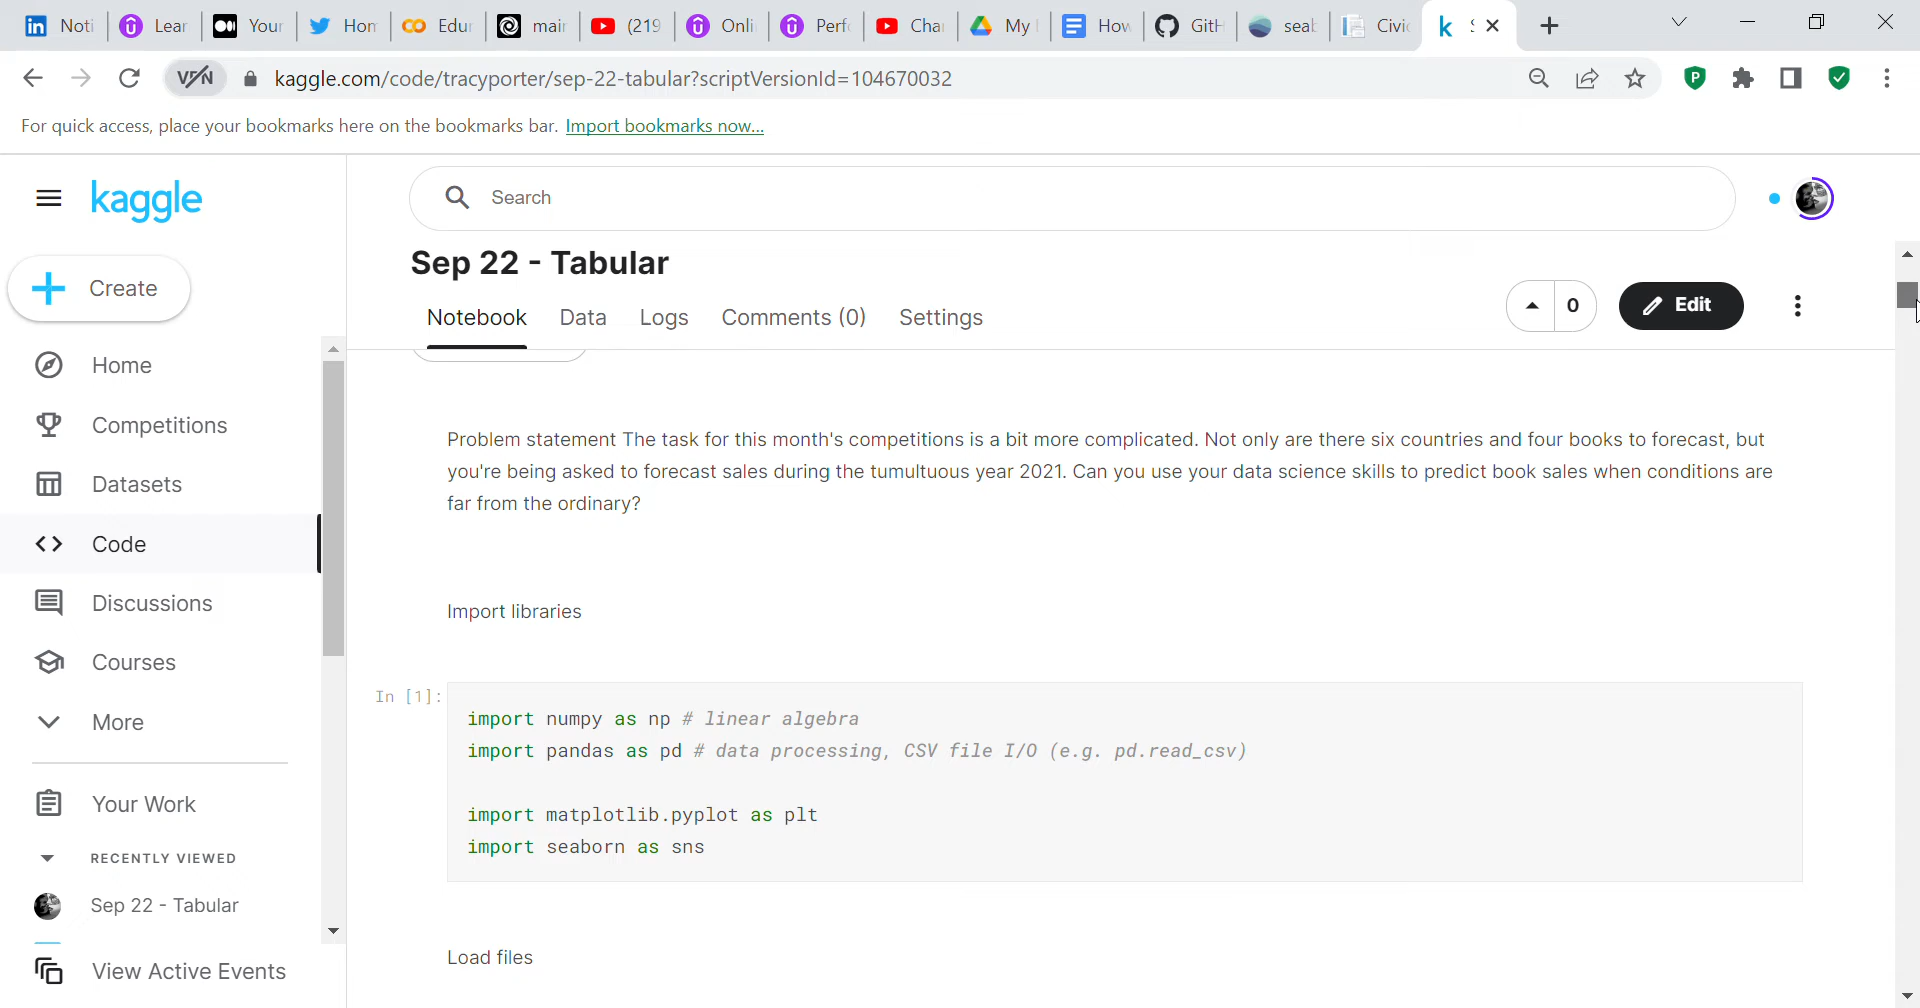 Noti
Lear
Your
Hom
Edur
mair
(219
Onli
Perf
Char
My
How
GitH
seab
Civic
VPN
kaggle.com/code/tracyporter/sep-22-tabular?scriptVersionId=104670032
For quick access, place your bookmarks here on the bookmarks bar. Import bookmarks now...
kaggle
Search
Create
Sep 22 - Tabular
0
Edit
Notebook
Data
Logs
Comments (0)
Settings
Home
Competitions
Datasets
Code
Discussions
Courses
More
Your Work
RECENTLY VIEWED
Sep 22 - Tabular
View Active Events
Problem statement The task for this month's competitions is a bit more complicated. Not only are there six countries and four books to forecast, but
you're being asked to forecast sales during the tumultuous year 2021. Can you use your data science skills to predict book sales when conditions are
far from the ordinary?
Import libraries
In [1]:
import numpy as np # linear algebra
import pandas as pd # data processing, CSV file I/O (e.g. pd.read_csv)
import matplotlib.pyplot as plt
import seaborn as sns
Load files